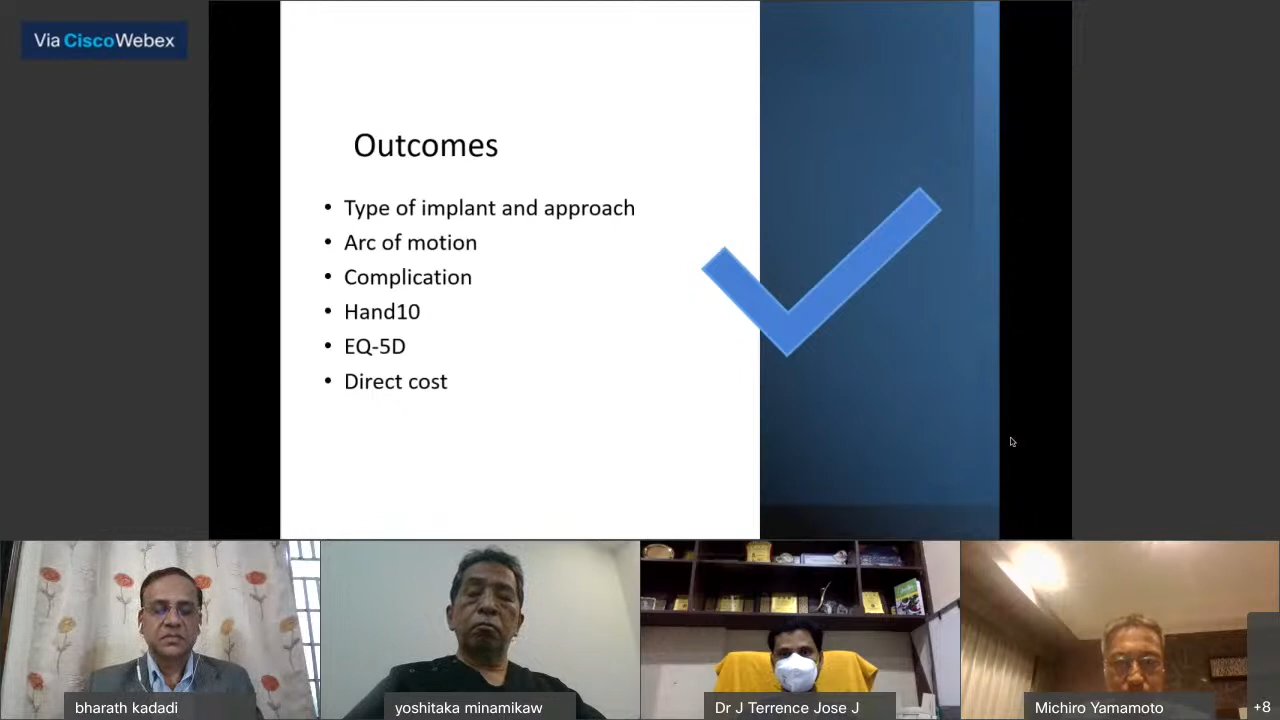 Via CiscoWebex
Outcomes
• Type of implant and approach
• Arc of motion
• Complication
• Hand10
• EQ-5D
• Direct cost
bharath kadadi
yoshitaka minamikaw
Dr J Terrence Jose J
Michiro Yamamoto
+8